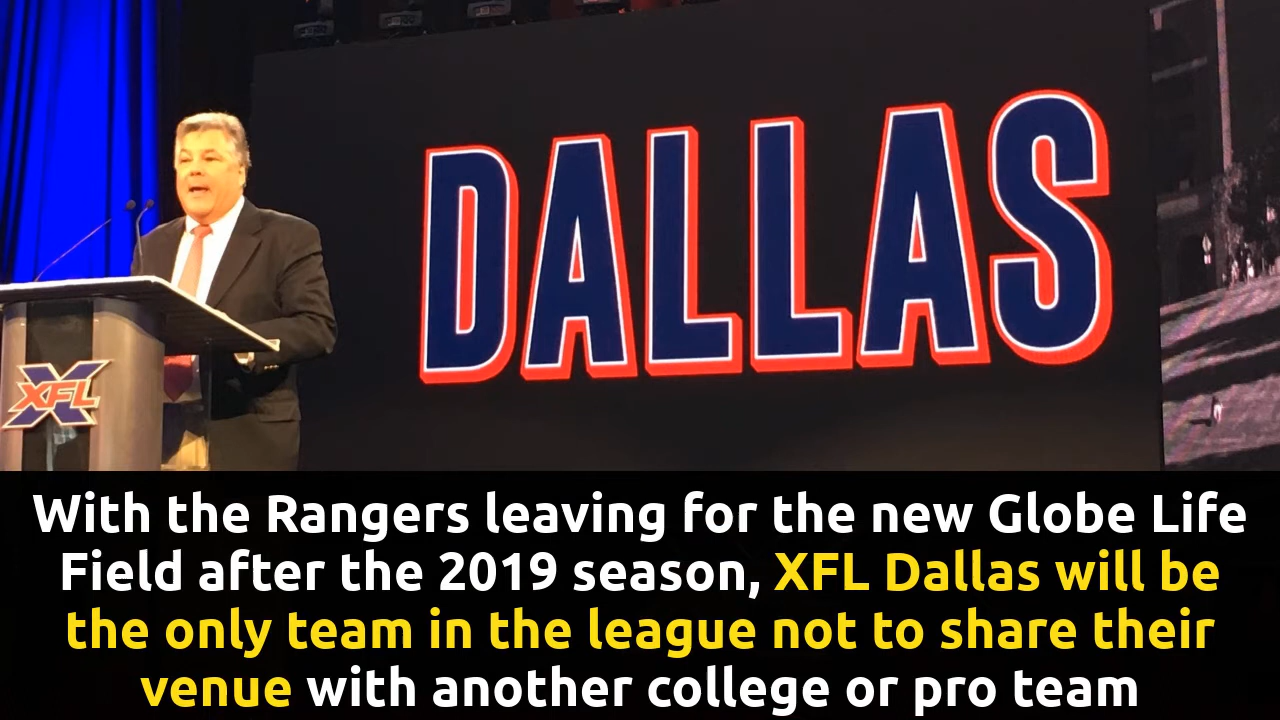 DALLAS
XFL
With the Rangers leaving for the new Globe Life
Field after the 2019 season, XFL Dallas will be
the only team in the league not to share their
venue with another college or pro team